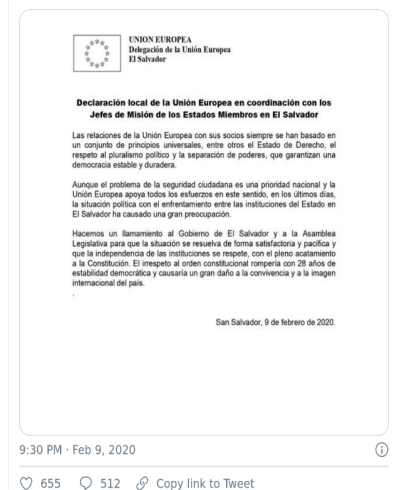 UNION EUROPEA
Delegación de la Unión Europea
El Salvador
Declaración local de la Unión Europea en coordinación con los
Jefes de Misión de los Estados Miembros en El Salvador
Las relaciones de la Unión Europea con sus socios siempre se han basado en
un conjunto de principios universales, entre otros el Estado de Derecho, el
respeto al pluralismo político y la separación de poderes, que garantizan una
democracia estable y duradera.
Aunque el problema de la seguridad ciudadana es una prioridad nacional y la
Unión Europea apoya todos los esfuerzos en este sentido, en los últimos días,
la situación política con el enfrentamiento entre las instituciones del Estado en
El Salvador ha causado una gran preocupación.
Hacemos un llamamiento al Gobierno de El Salvador y a la Asamblea
Legislativa para que la situación se resuelva de forma satisfactoria y pacífica y
que la independencia de las instituciones se respete, con el pleno acatamiento
a la Constitución. El irrespeto al orden constitucional rompería con 28 años de
estabilidad democrática y causaría un gran daño a la convivencia y a la imagen
internacional del país.
.
San Salvador, 9 de febrero de 2020.
9:30 PM · Feb 9, 2020
655 512 Copy link to Tweet